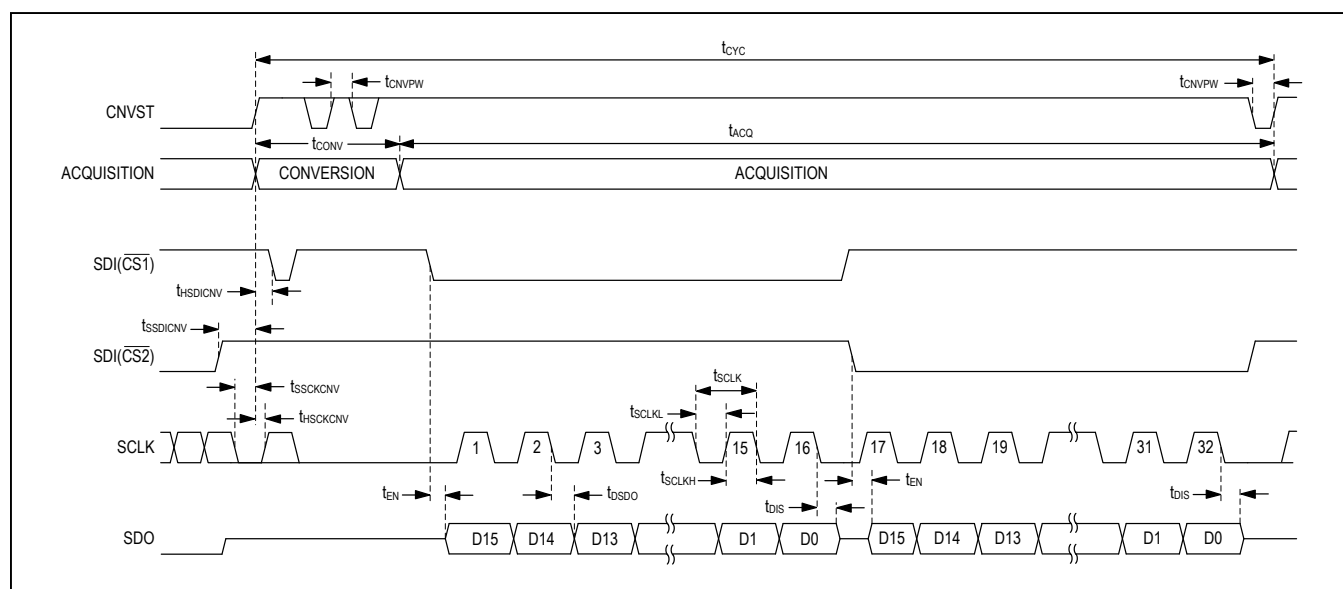 tCYC
tCNVPW
tCNVPW
CNVST
tCONV
tACQ
ACQUISITION
CONVERSION
ACQUISITION
SDI(CS1)
tHSDICNV
tSSDICNV
SDI(CS2)
tSSCKCNV
tSCLK
tSCLKL
tHSCKCNV
SCLK
1 2 3 15 16 17 18 19 31 32
tSCLKH
tEN
tDSDO
tDIS
tEN
tDIS
SDO
D15 D14 D13 D1 D0 D15 D14 D13 D1 D0